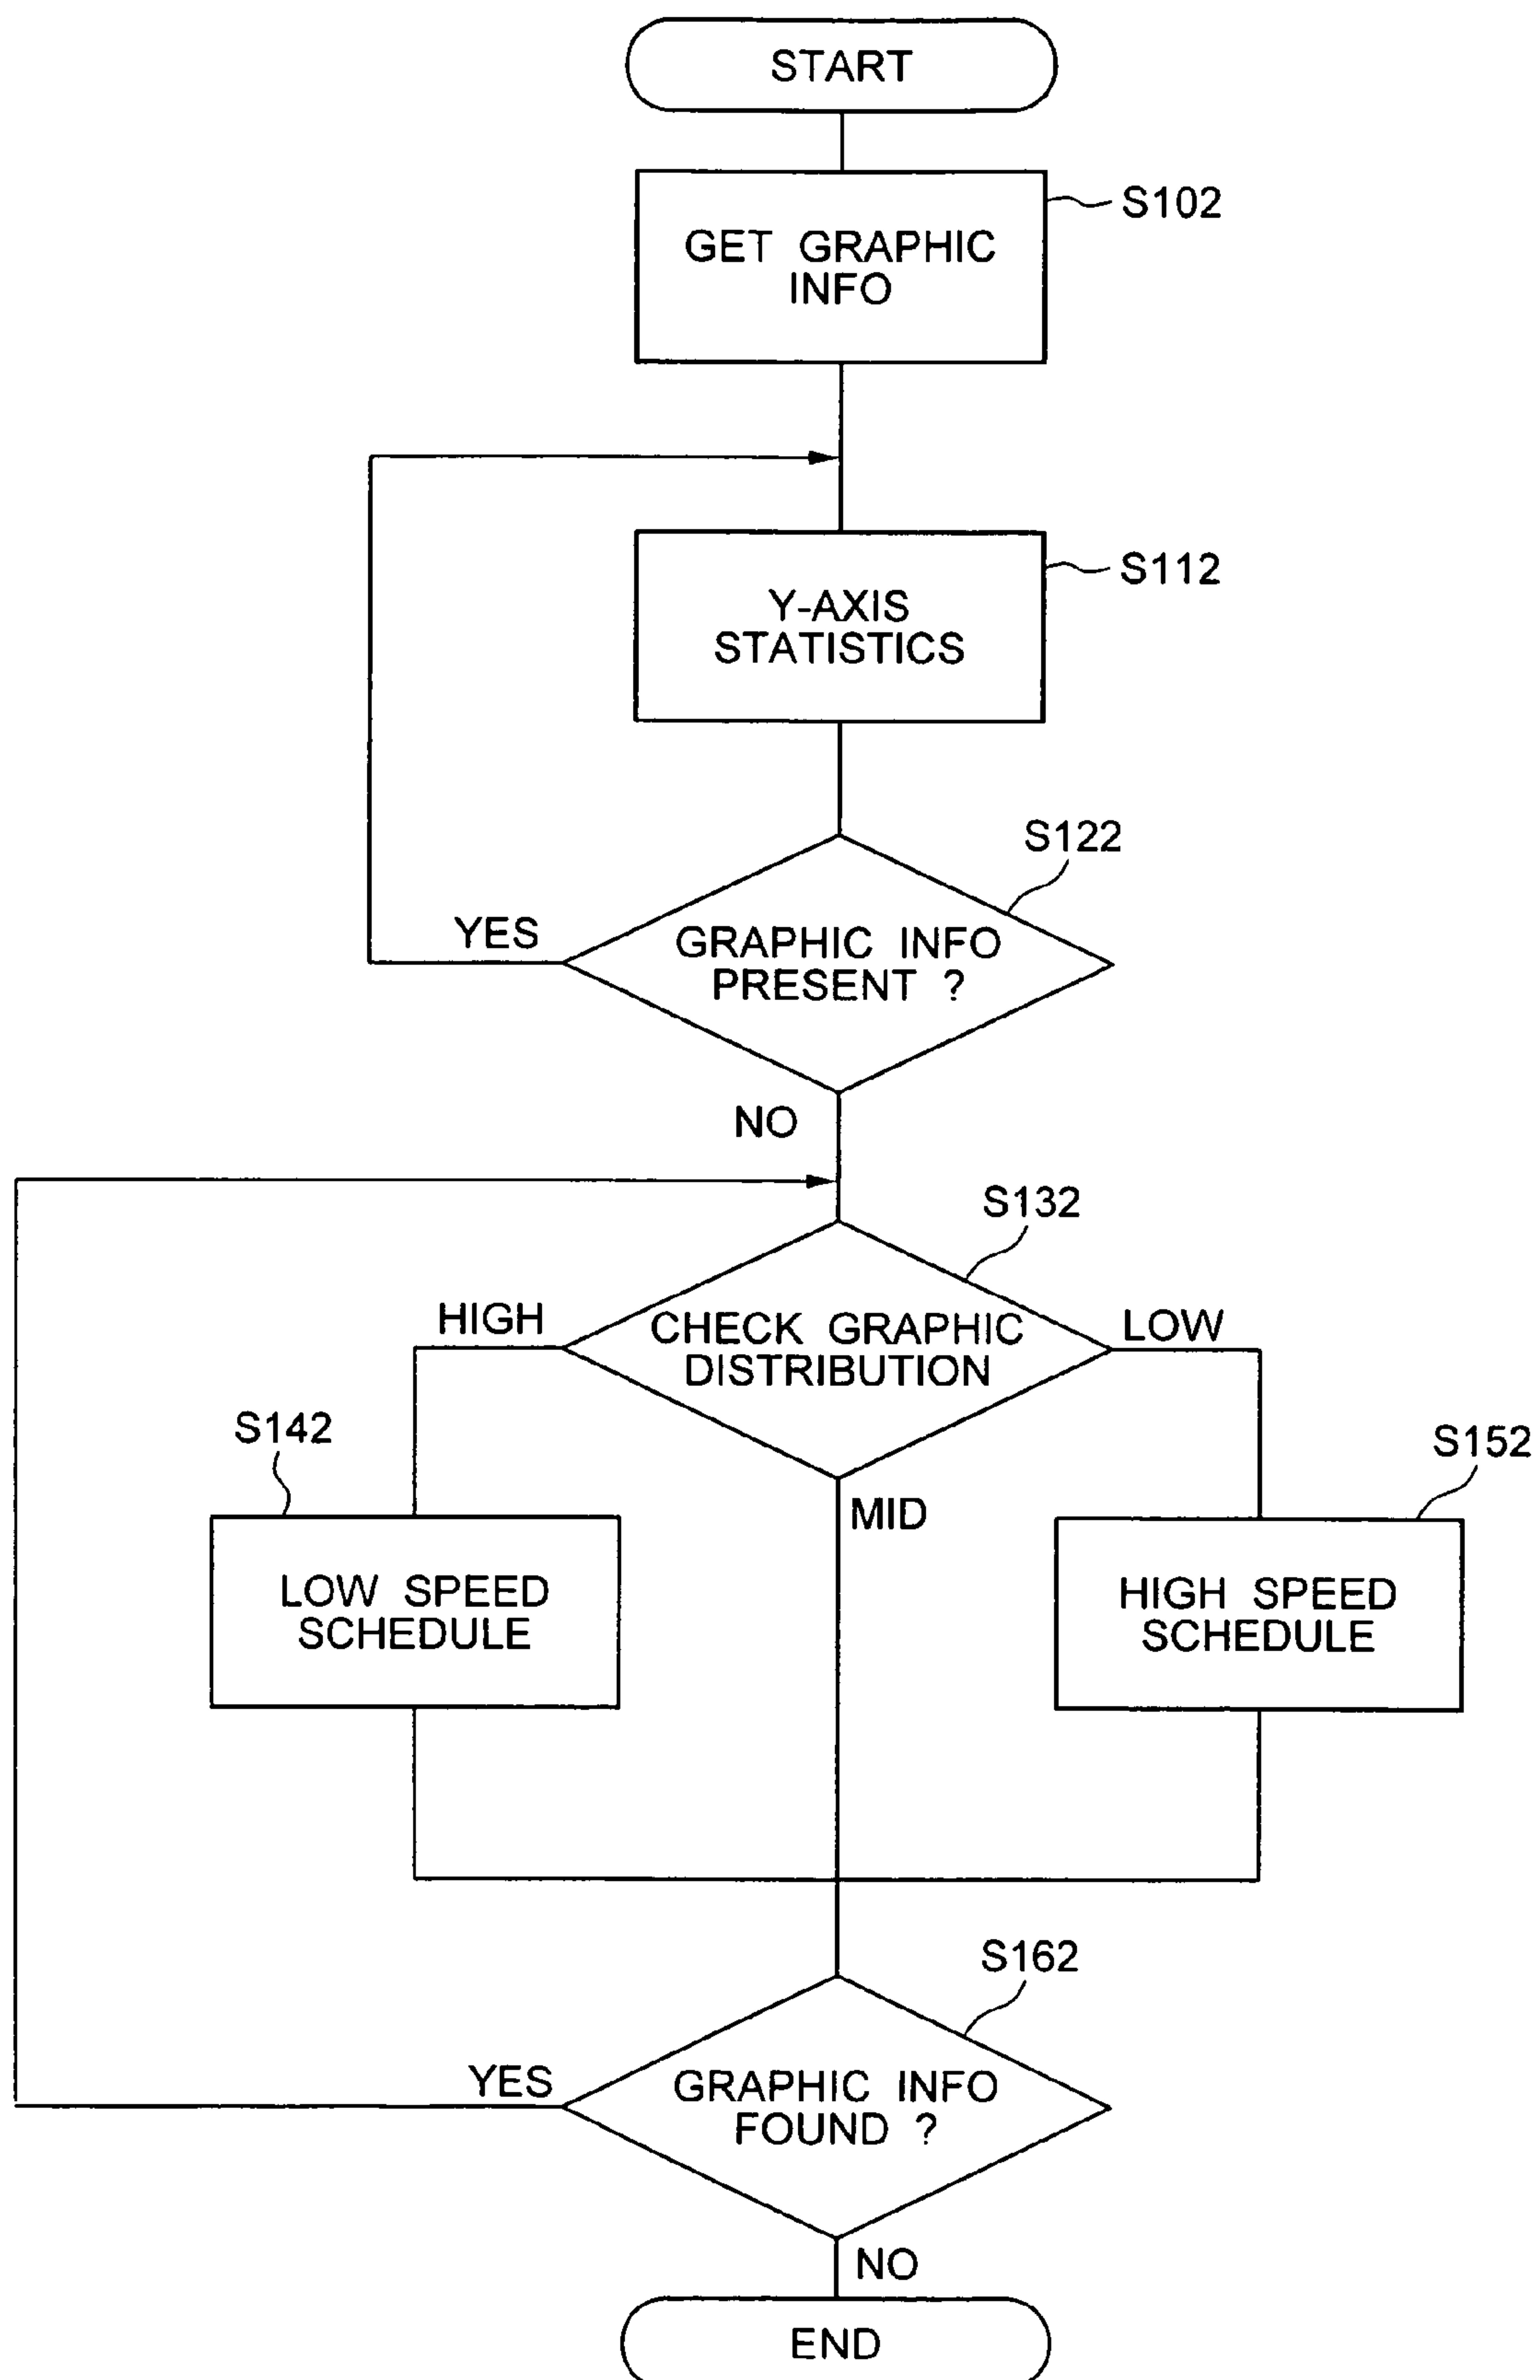 START
S102
GET GRAPHIC
INFO
S112
Y-AXIS
STATISTICS
S122
YES
GRAPHIC INFO
PRESENT ?
NO
S132
HIGH
CHECK GRAPHIC
DISTRIBUTION
LOW
S142
S152
MID
LOW SPEED
SCHEDULE
HIGH SPEED
SCHEDULE
S162
YES
GRAPHIC INFO
FOUND ?
NO
END